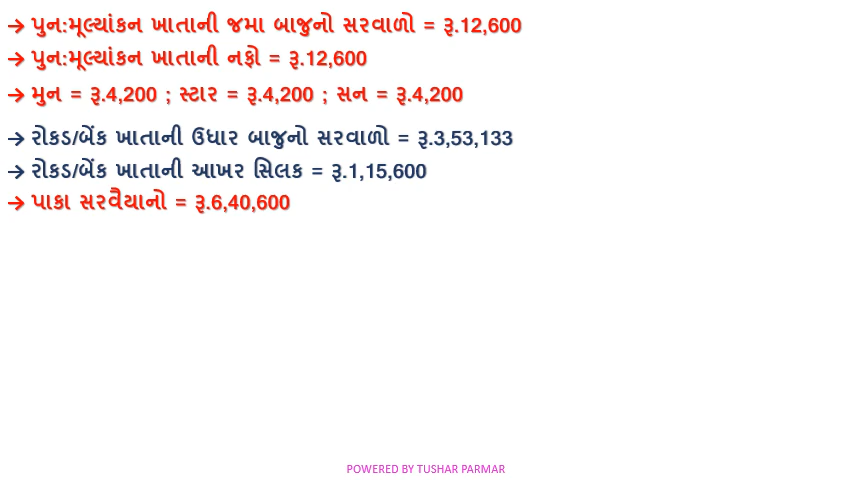 → પુન:મૂલ્યાંકન ખાતાની જમા બાજુનો સરવાળો = રૂ.12,600
→ પુન:મૂલ્યાંકન ખાતાની નફો = રૂ.12,600
→ મુન = રૂ.4,200 ; સ્ટાર = રૂ.4,200 ; સન = રૂ.4,200
→ રોકડ/બેંક ખાતાની ઉધાર બાજુનો સરવાળો = રૂ.3,53,133
→ રોકડ/બેંક ખાતાની આખર સિલક = રૂ.1,15,600
→ પાકા સરવૈયાનો = રૂ.6,40,600
POWERED BY TUSHAR PARMAR